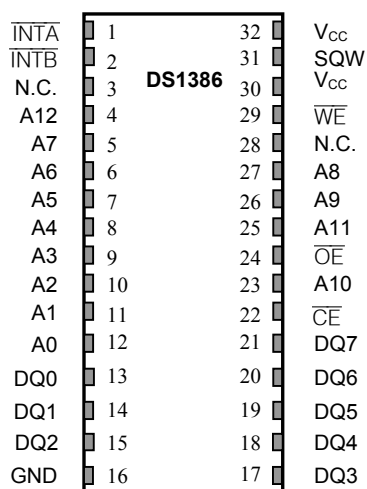 INTA 1 32 VCC
INTB 2 31 SQW
N.C. 3 DS1386 30 VCC
A12 4 29 WE
A7 5 28 N.C.
A6 6 27 A8
A5 7 26 A9
A4 8 25 A11
A3 9 24 OE
A2 10 23 A10
A1 11 22 CE
A0 12 21 DQ7
DQ0 13 20 DQ6
DQ1 14 19 DQ5
DQ2 15 18 DQ4
GND 16 17 DQ3